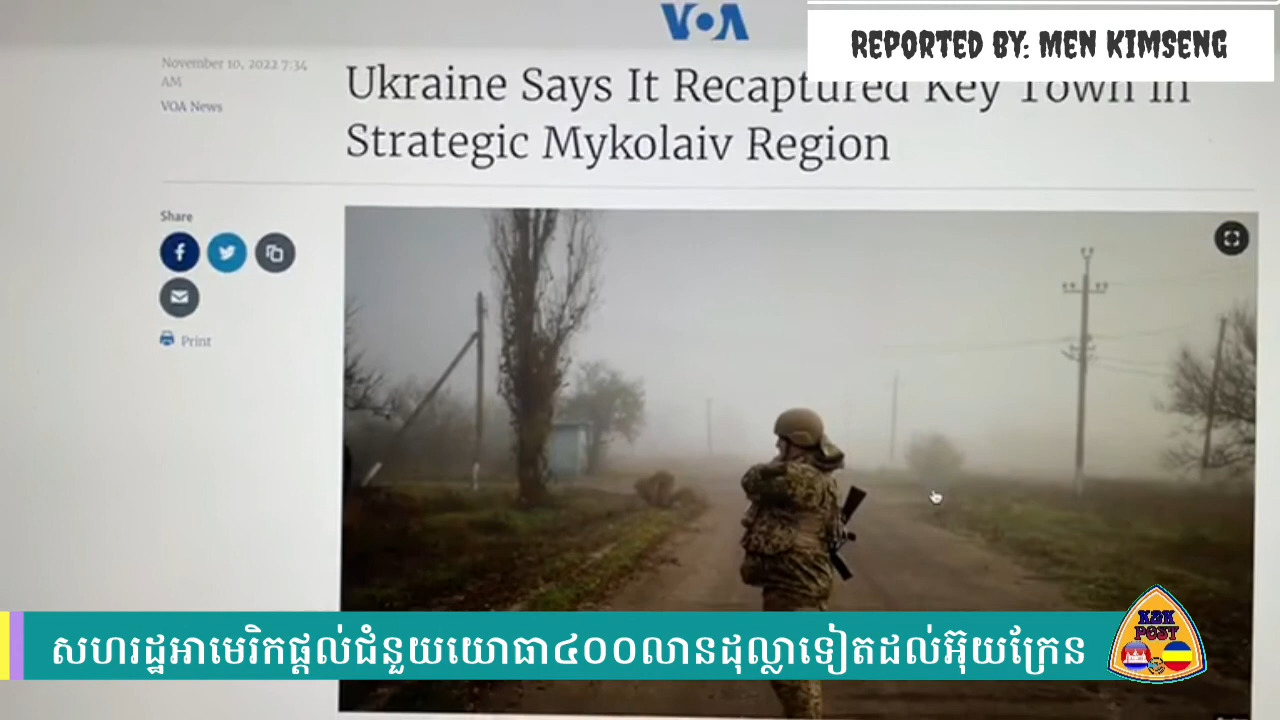 VOA
REPORTED BY: MEN KIMSENG
November 10, 2022 7:34
AM
VOA News
Ukraine Says It Recaptured Key Town in
Strategic Mykolaiv Region
Share
Print
សហរដ្ឋអាមេរិកផ្តល់ជំនួយយោធា៤០០លានដុល្លាទៀតដល់អ៊ុយក្រែន
K2K
POST